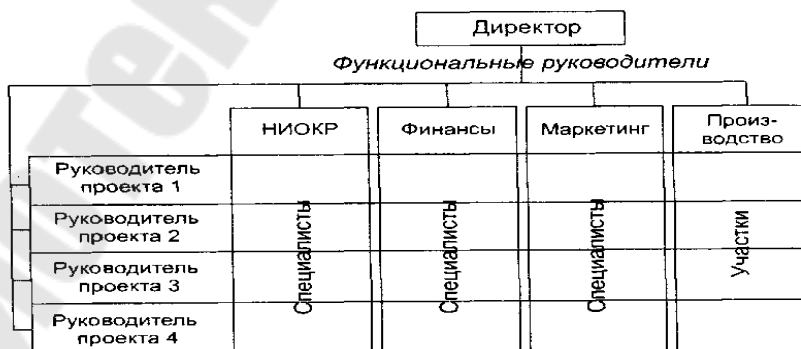 Директор
Функциональные руководители
НИОКР
Финансы
Маркетинг
Произ-
водство
Руководитель
проекта 1
Руководитель
проекта 2
Руководитель
проекта 3
Руководитель
проекта 4
Специалисты
Специалисты
Специалисты
Участки